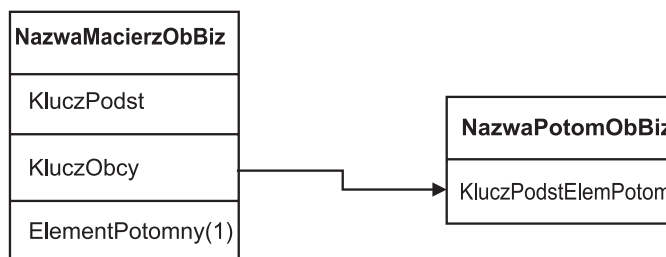 NazwaMacierzObBiz
KluczPodst
KluczObcy
ElementPotomny(1)
NazwaPotomObBiz
KluczPodstElemPotom